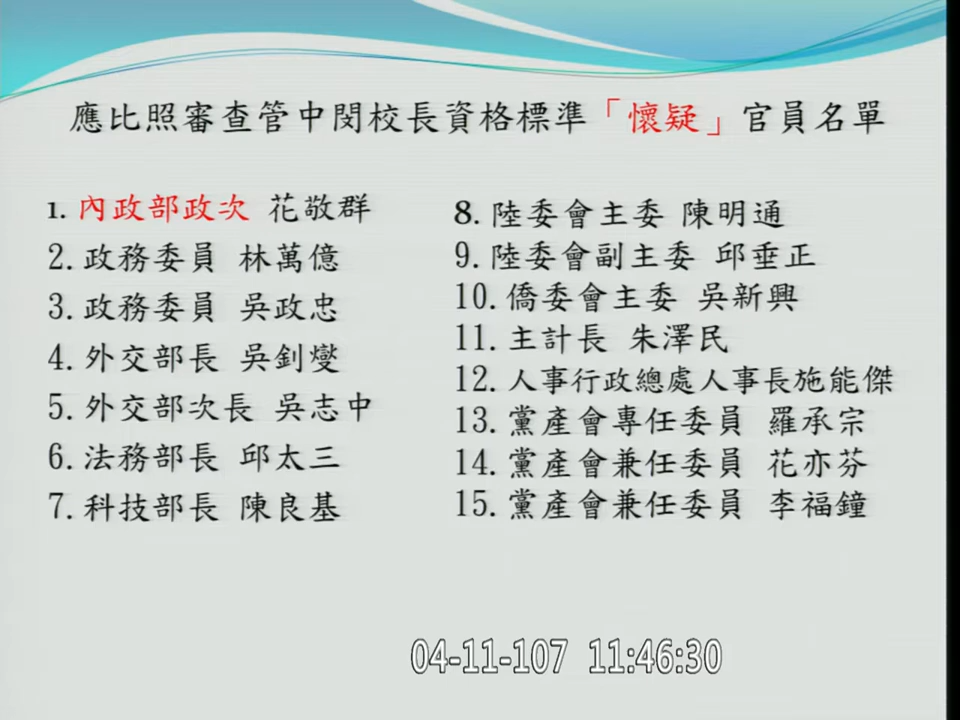 應比照審查管中閔校長資格標準「懷疑」官員名單
1. 內政部政次 花敬群
2. 政務委員 林萬億
3. 政務委員 吳政忠
4. 外交部長 吳釗燮
5. 外交部次長 吳志中
6. 法務部長 邱太三
7. 科技部長 陳良基
8. 陸委會主委 陳明通
9. 陸委會副主委 邱垂正
10. 僑委會主委 吳新興
11. 主計長 朱澤民
12. 人事行政總處人事長施能傑
13. 黨產會專任委員 羅承宗
14. 黨產會兼任委員 花亦芬
15. 黨產會兼任委員 李福鐘
04-11-107 11:46:30